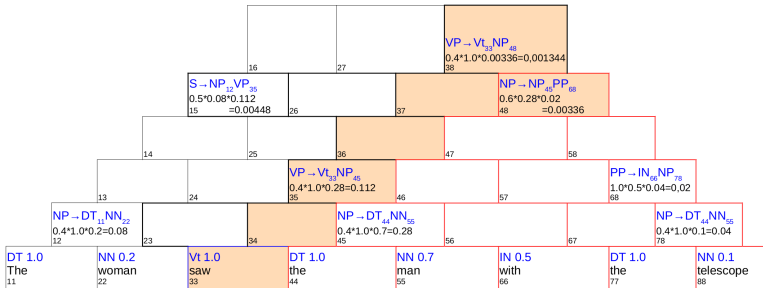 VP→Vt33NP48
0.4*1.0*0.00336=0,001344
16 27 38
S→NP12VP35 NP→NP45PP68
0.5*0.08*0.112 0.6*0.28*0.02
15 =0.00448 26 37 48 =0.00336
14 25 36 47 58
VP→Vt33NP45 PP→IN66NP78
0.4*1.0*0.28=0.112 1.0*0.5*0.04=0,02
13 24 35 46 57 68
NP→DT11NN22 NP→DT44NN55 NP→DT44NN55
0.4*1.0*0.2=0.08 0.4*1.0*0.7=0.28 0.4*1.0*0.1=0.04
12 23 34 45 56 67 78
DT 1.0 NN 0.2 Vt 1.0 DT 1.0 NN 0.7 IN 0.5 DT 1.0 NN 0.1
The woman saw the man with the telescope
11 22 33 44 55 66 77 88